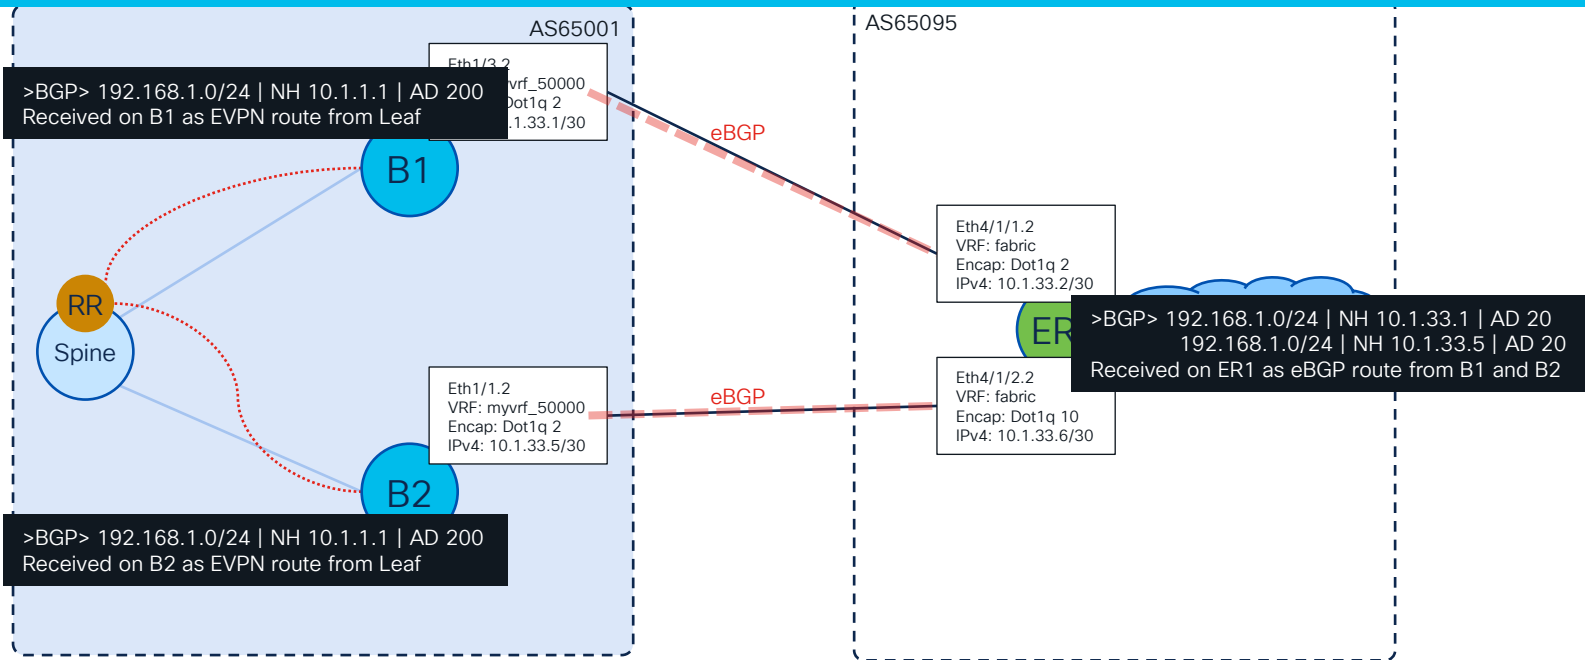 AS65001
AS65095
Eth1/3.2
>BGP> 192.168.1.0/24 | NH 10.1.1.1 | AD 200
Received on B1 as EVPN route from Leaf
vrf_50000
Dot1q 2
.1.33.1/30
B1
eBGP
Eth4/1/1.2
VRF: fabric
Encap: Dot1q 2
IPv4: 10.1.33.2/30
RR
Spine
ER
>BGP> 192.168.1.0/24 | NH 10.1.33.1 | AD 20
192.168.1.0/24 | NH 10.1.33.5 | AD 20
Received on ER1 as eBGP route from B1 and B2
Eth1/1.2
VRF: myvrf_50000
Encap: Dot1q 2
IPv4: 10.1.33.5/30
eBGP
Eth4/1/2.2
VRF: fabric
Encap: Dot1q 10
IPv4: 10.1.33.6/30
B2
>BGP> 192.168.1.0/24 | NH 10.1.1.1 | AD 200
Received on B2 as EVPN route from Leaf